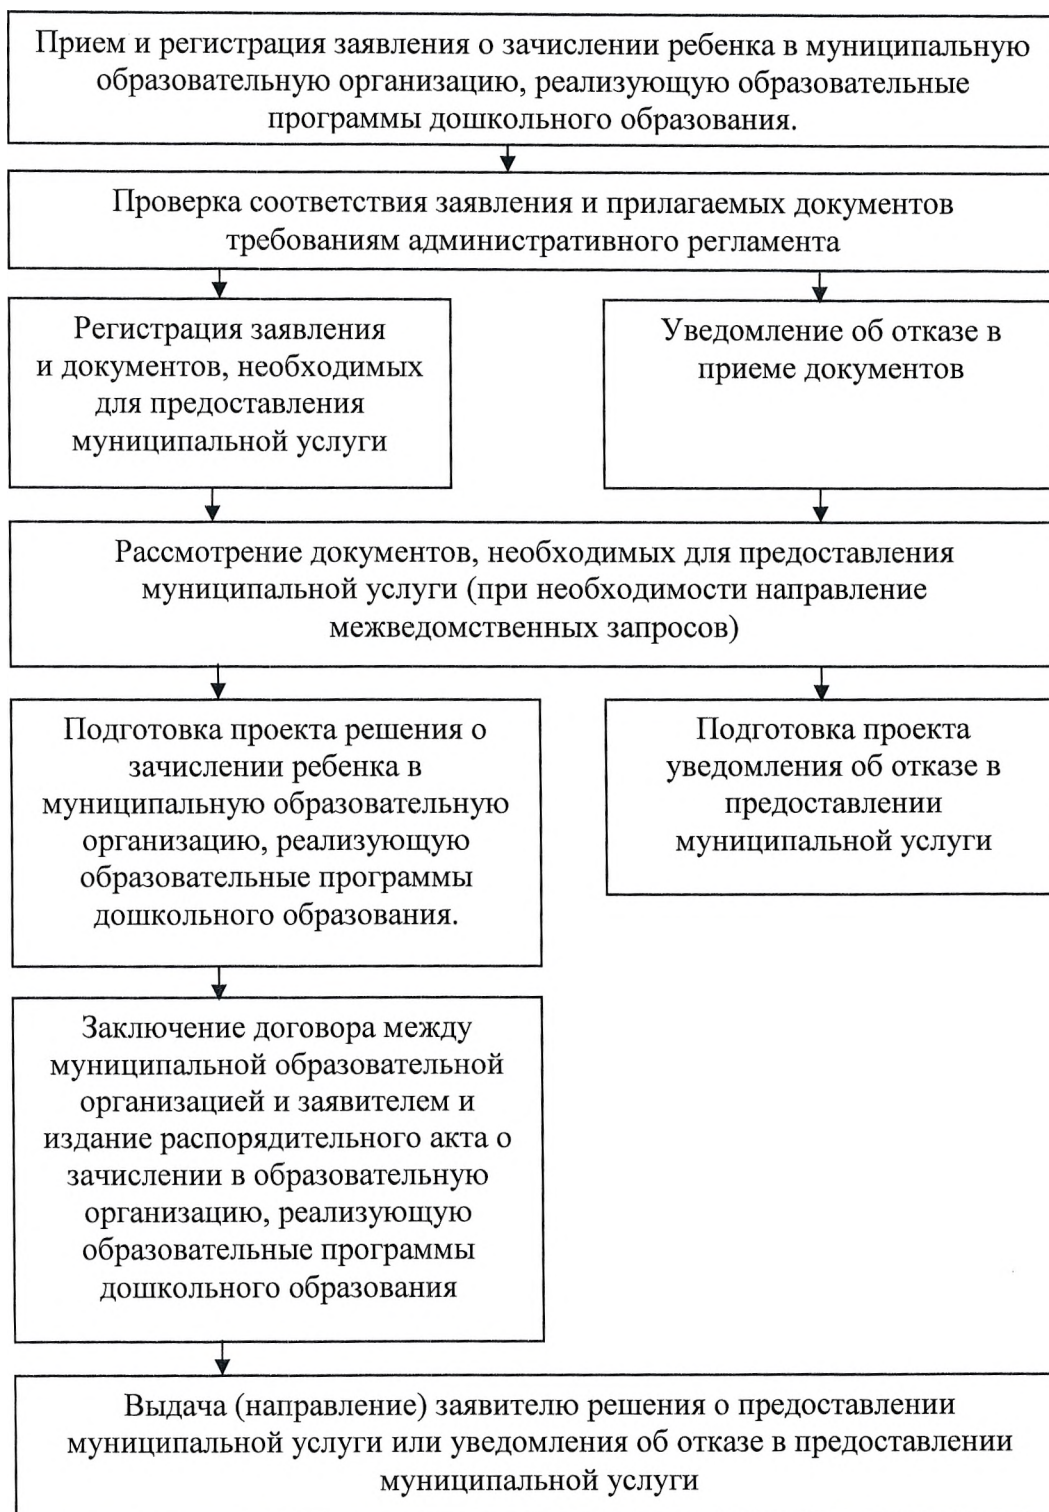 Прием и регистрация заявления о зачислении ребенка в муниципальную
образовательную организацию, реализующую образовательные
программы дошкольного образования.
Проверка соответствия заявления и прилагаемых документов
требованиям административного регламента
Регистрация заявления
и документов, необходимых
для предоставления
муниципальной услуги
Уведомление об отказе в
приеме документов
Рассмотрение документов, необходимых для предоставления
муниципальной услуги (при необходимости направление
межведомственных запросов)
Подготовка проекта решения о
зачислении ребенка в
муниципальную образовательную
организацию, реализующую
образовательные программы
дошкольного образования.
Подготовка проекта
уведомления об отказе в
предоставлении
муниципальной услуги
Заключение договора между
муниципальной образовательной
организацией и заявителем и
издание распорядительного акта о
зачислении в образовательную
организацию, реализующую
образовательные программы
дошкольного образования
Выдача (направление) заявителю решения о предоставлении
муниципальной услуги или уведомления об отказе в предоставлении
муниципальной услуги